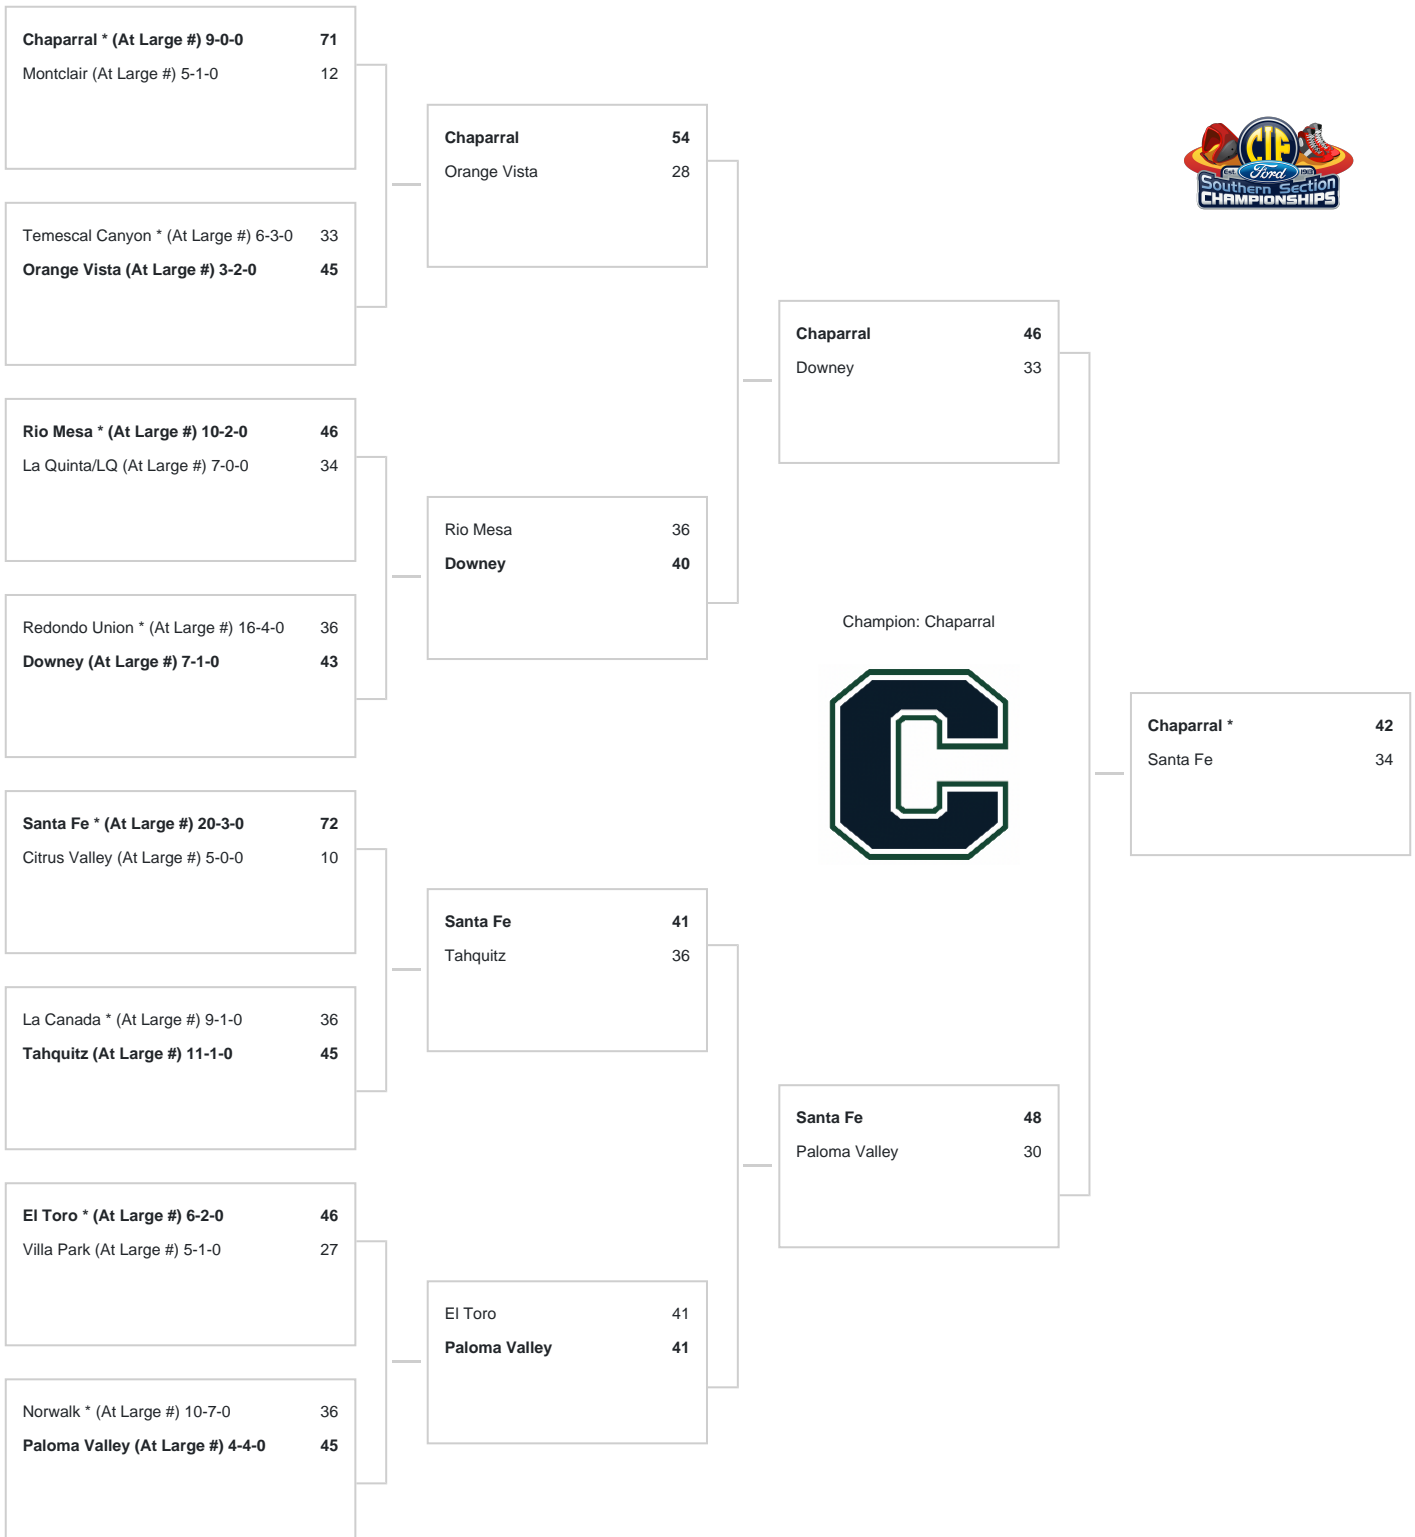 Chaparral * (At Large #) 9-0-0 71
Montclair (At Large #) 5-1-0 12
Temescal Canyon * (At Large #) 6-3-0 33
Orange Vista (At Large #) 3-2-0 45
Rio Mesa * (At Large #) 10-2-0 46
La Quinta/LQ (At Large #) 7-0-0 34
Redondo Union * (At Large #) 16-4-0 36
Downey (At Large #) 7-1-0 43
Santa Fe * (At Large #) 20-3-0 72
Citrus Valley (At Large #) 5-0-0 10
La Canada * (At Large #) 9-1-0 36
Tahquitz (At Large #) 11-1-0 45
El Toro * (At Large #) 6-2-0 46
Villa Park (At Large #) 5-1-0 27
Norwalk * (At Large #) 10-7-0 36
Paloma Valley (At Large #) 4-4-0 45
Chaparral 54
Orange Vista 28
Rio Mesa 36
Downey 40
Santa Fe 41
Tahquitz 36
El Toro 41
Paloma Valley 41
Chaparral 46
Downey 33
Santa Fe 48
Paloma Valley 30
CIF
Est. 1913
Ford
Southern Section
CHAMPIONSHIPS
Champion: Chaparral
C
Chaparral * 42
Santa Fe 34